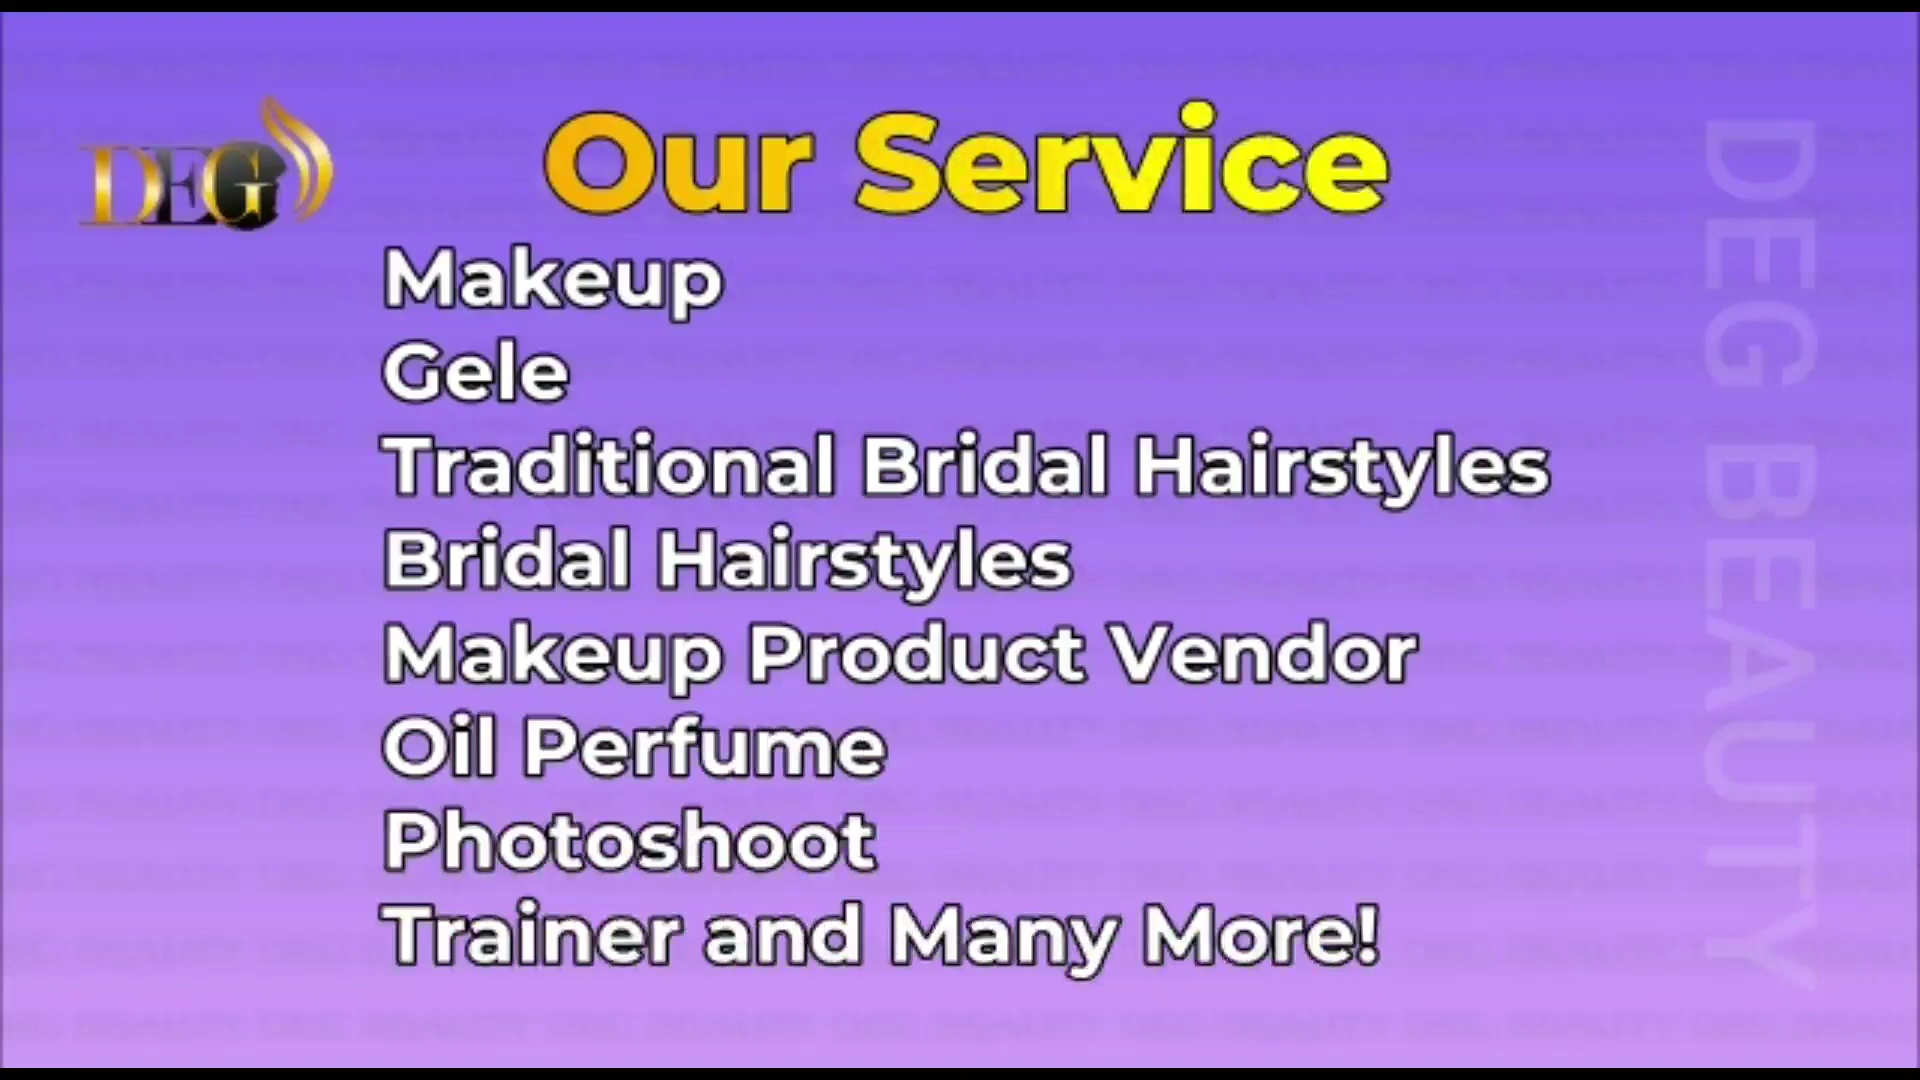 DEG
Our Service
Makeup
Gele
Traditional Bridal Hairstyles
Bridal Hairstyles
Makeup Product Vendor
Oil Perfume
Photoshoot
Trainer and Many More!
DEG BEAUTY